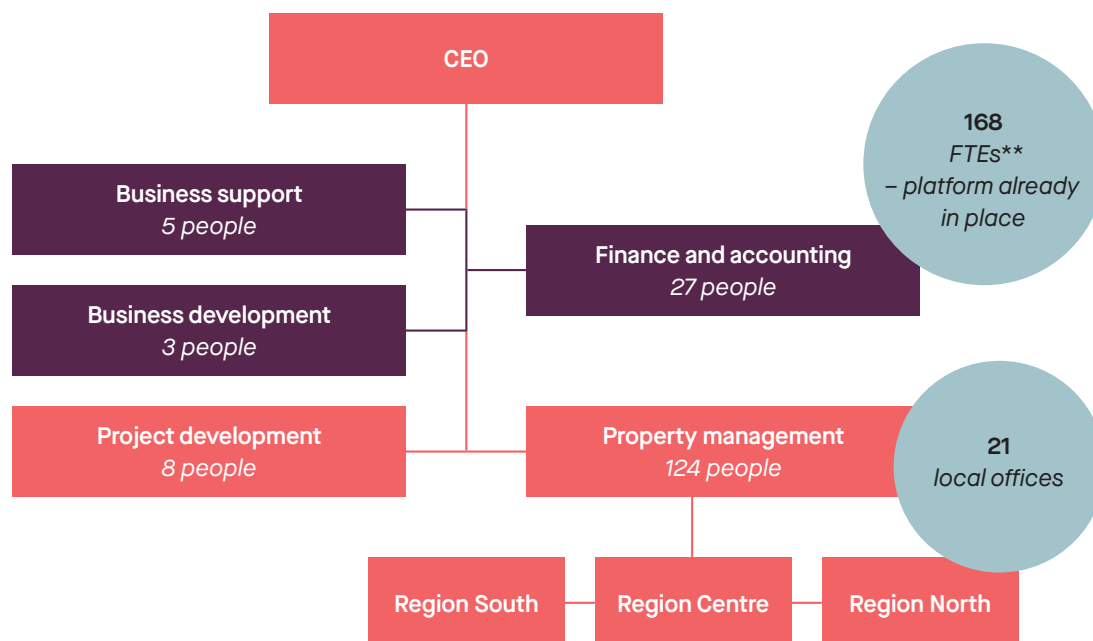 CEO
168
FTEs**
– platform already
in place
Business support
5 people
Finance and accounting
27 people
Business development
3 people
Project development
8 people
Property management
124 people
21
local offices
Region South
Region Centre
Region North